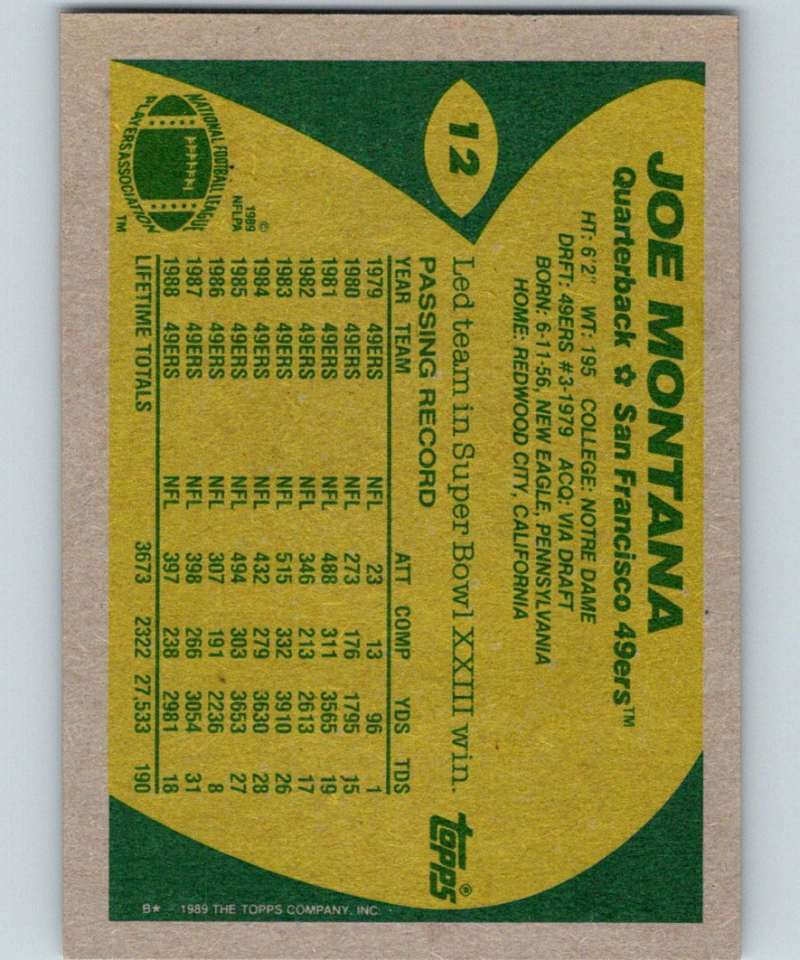 12
JOE MONTANA
Quarterback ✿ San Francisco 49ers™
HT: 6'2" WT: 195 COLLEGE: NOTRE DAME
DRFT: 49ERS #3-1979 ACQ: VIA DRAFT
BORN: 6-11-56, NEW EAGLE, PENNSYLVANIA
HOME: REDWOOD CITY, CALIFORNIA
Led team in Super Bowl XXIII win.
topps®
PASSING RECORD
YEAR TEAM ATT COMP YDS TDS
1979 49ERS NFL 23 13 96 1
1980 49ERS NFL 273 176 1795 15
1981 49ERS NFL 488 311 3565 19
1982 49ERS NFL 346 213 2613 17
1983 49ERS NFL 515 332 3910 26
1984 49ERS NFL 432 279 3630 28
1985 49ERS NFL 494 303 3653 27
1986 49ERS NFL 307 191 2236 8
1987 49ERS NFL 398 266 3054 31
1988 49ERS NFL 397 238 2981 18
LIFETIME TOTALS 3673 2322 27,533 190
NATIONAL FOOTBALL LEAGUE
PLAYERS ASSOCIATION
™
©
1989
NFLPA
B* 1989 THE TOPPS COMPANY, INC.